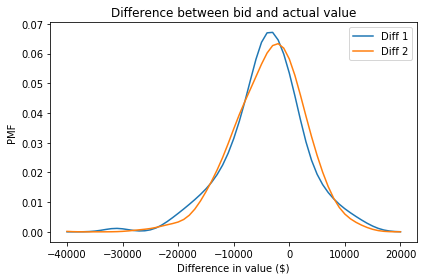 Difference between bid and actual value
Diff 1
Diff 2
PMF
0.07
0.06
0.05
0.04
0.03
0.02
0.01
0.00
−40000 −30000 −20000 −10000 0 10000 20000
Difference in value ($)